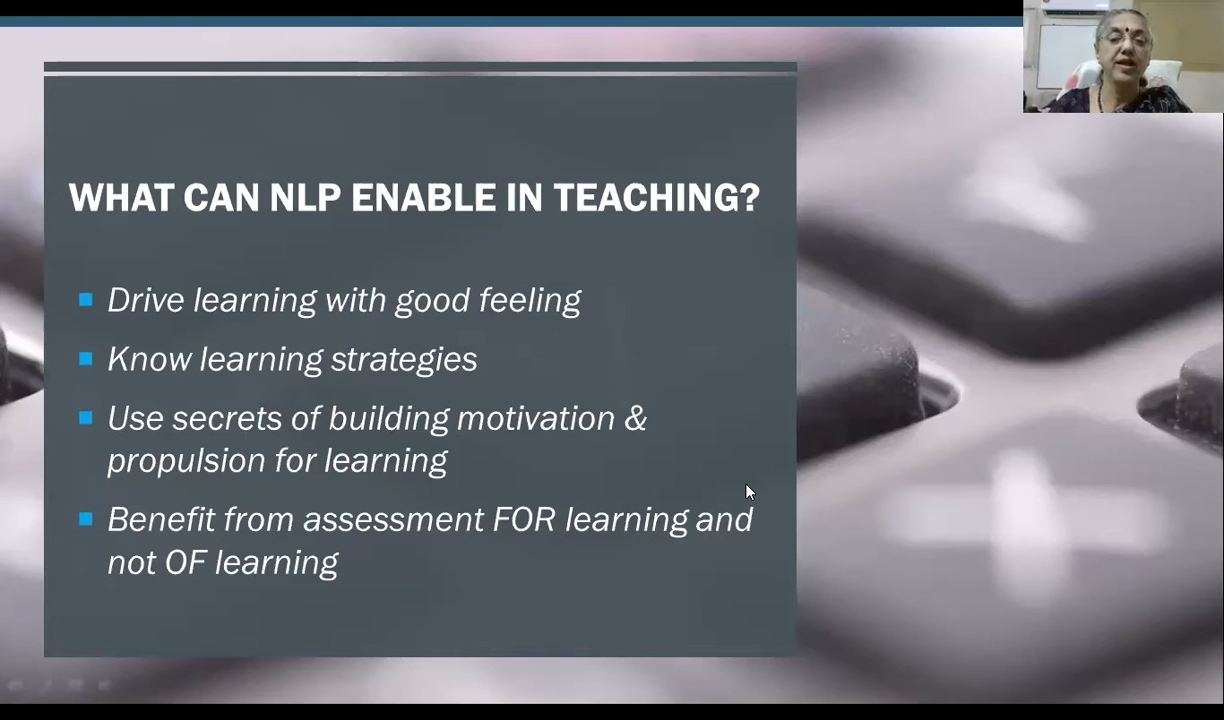 WHAT CAN NLP ENABLE IN TEACHING?
Drive learning with good feeling
Know learning strategies
Use secrets of building motivation &
propulsion for learning
Benefit from assessment FOR learning and
not OF learning